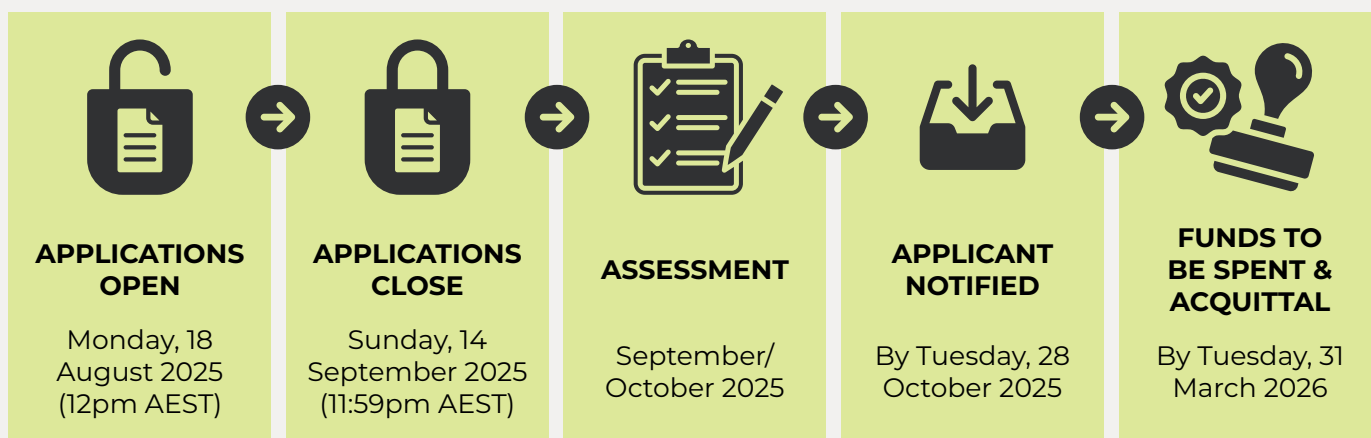 APPLICATIONS
OPEN
Monday, 18
August 2025
(12pm AEST)
APPLICATIONS
CLOSE
Sunday, 14
September 2025
(11:59pm AEST)
ASSESSMENT
September/
October 2025
APPLICANT
NOTIFIED
By Tuesday, 28
October 2025
FUNDS TO
BE SPENT &
ACQUITTAL
By Tuesday, 31
March 2026